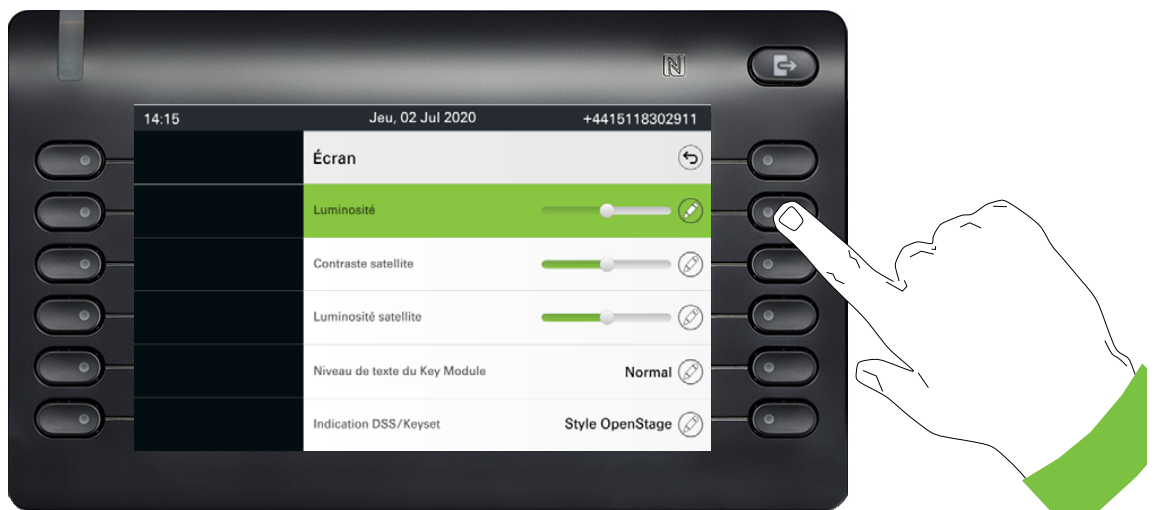 14:15 Jeu, 02 Jul 2020 +4415118302911
Écran
Luminosité
Contraste satellite
Luminosité satellite
Niveau de texte du Key Module Normal
Indication DSS/Keyset Style OpenStage